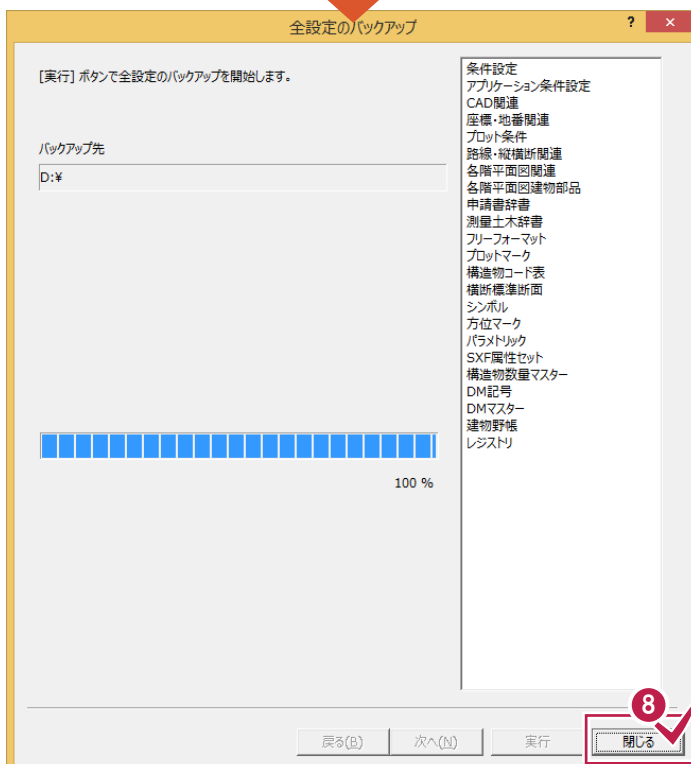 全設定のバックアップ
?
×
[実行] ボタンで全設定のバックアップを開始します。
バックアップ先
D:¥
100 %
条件設定
アプリケーション条件設定
CAD関連
座標・地番関連
プロット条件
路線・縦横断関連
各階平面図関連
各階平面図建物部品
申請書辞書
測量土木辞書
フリーフォーマット
プロットマーク
構造物コード表
横断標準断面
シンボル
方位マーク
パラメトリック
SXF属性セット
構造物数量マスター
DM記号
DMマスター
建物野帳
レジストリ
8
戻る(B)
次へ(N)
実行
閉じる